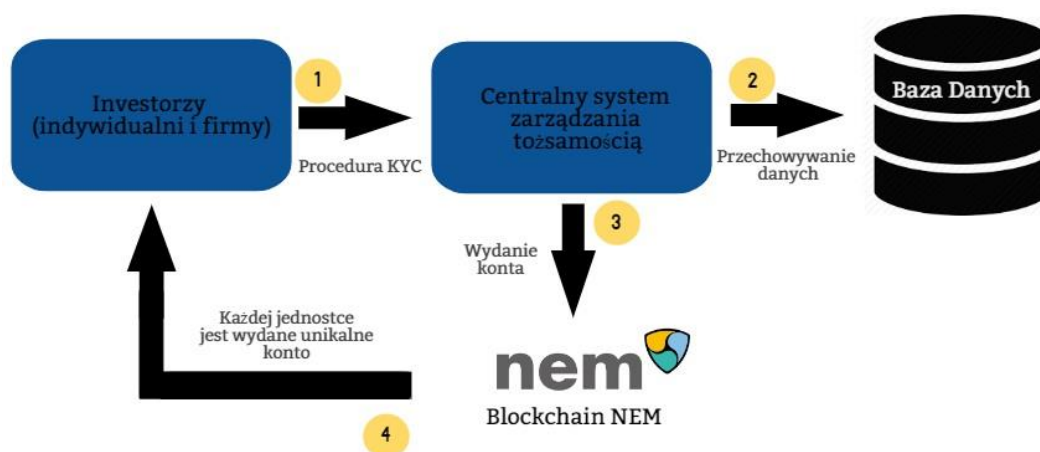 Investorzy
(indywidualni i firmy)
1
Procedura KYC
Centralny system
zarządzania
tożsamością
2
Przechowywanie
danych
Baza Danych
3
Wydanie
konta
nem
Blockchain NEM
Każdej jednostce
jest wydane unikalne
konto
4